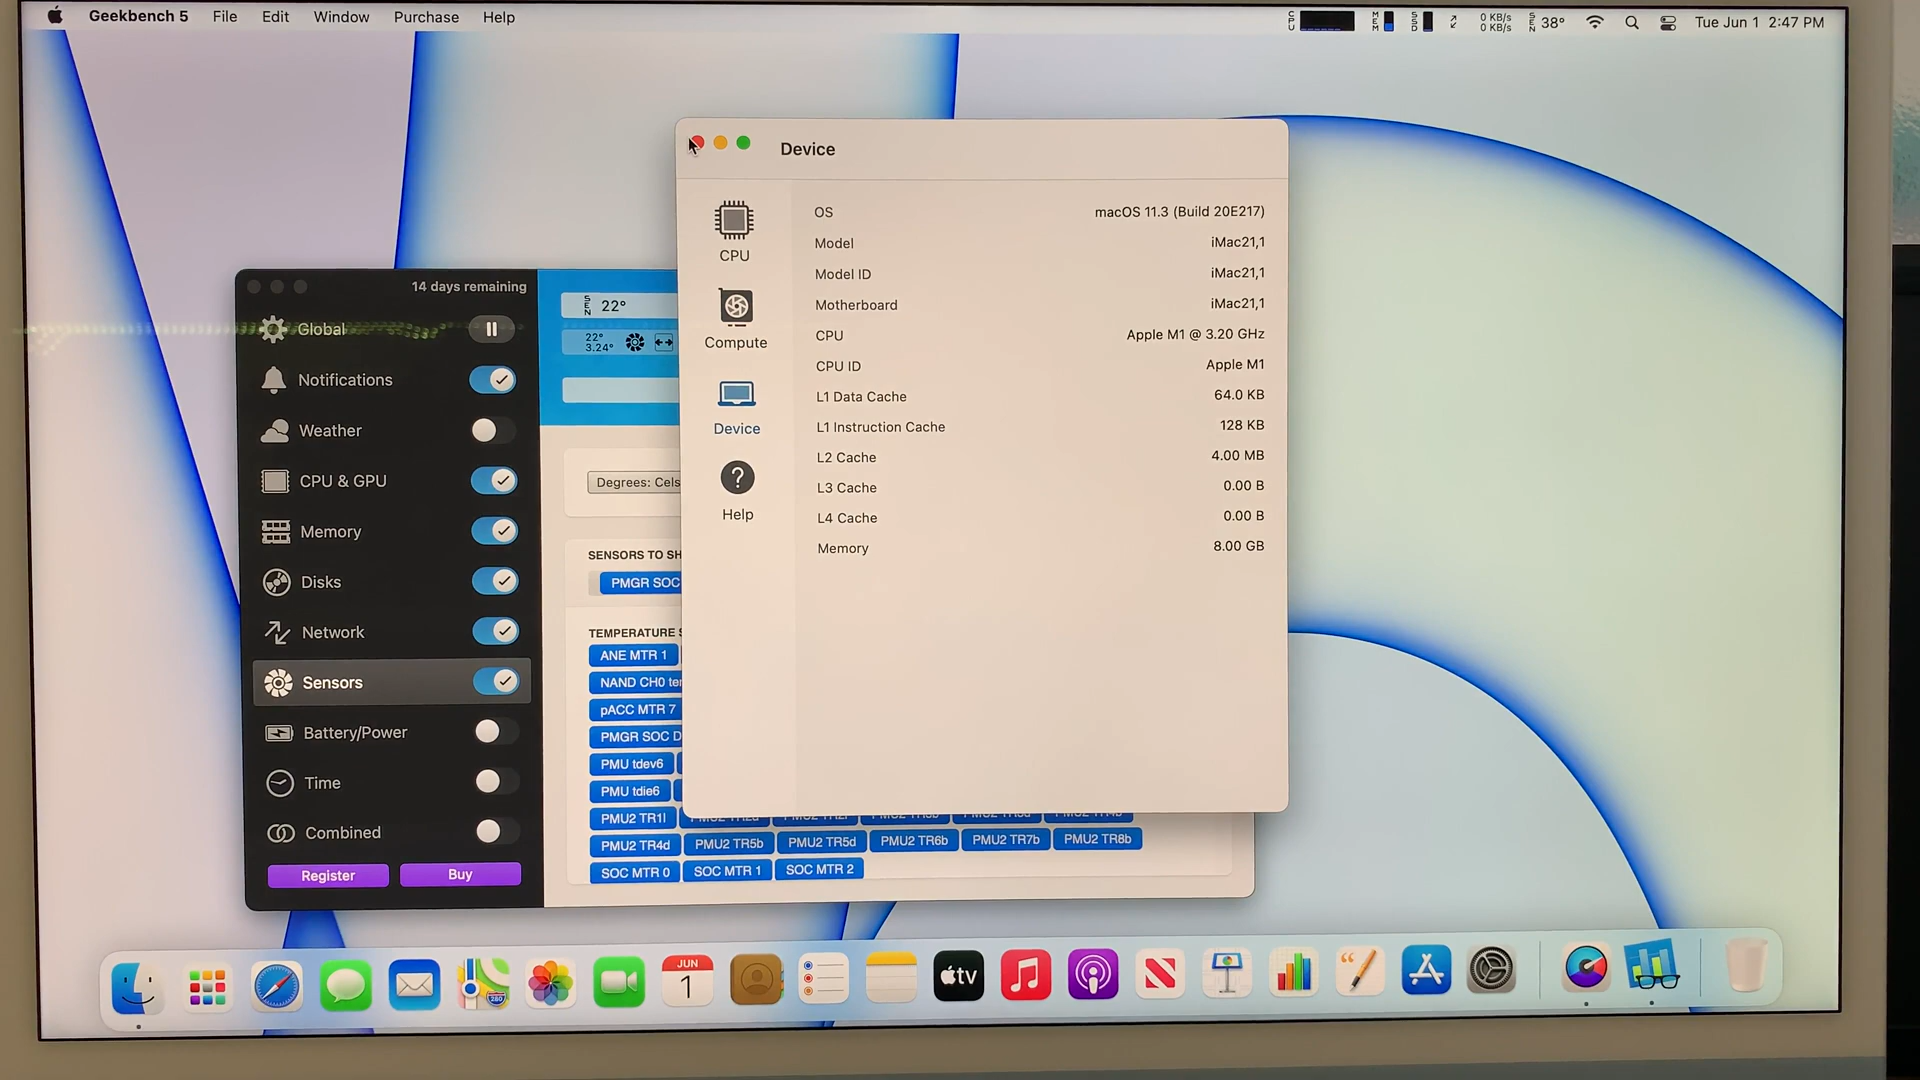 Geekbench 5 File Edit Window Purchase Help
CPU MEM SSD 0 KB/s 0 KB/s SEN 38° Tue Jun 1 2:47 PM
Device
CPU
Compute
Device
Help
OS macOS 11.3 (Build 20E217)
Model iMac21,1
Model ID iMac21,1
Motherboard iMac21,1
CPU Apple M1 @ 3.20 GHz
CPU ID Apple M1
L1 Data Cache 64.0 KB
L1 Instruction Cache 128 KB
L2 Cache 4.00 MB
L3 Cache 0.00 B
L4 Cache 0.00 B
Memory 8.00 GB
14 days remaining
Global
Notifications
Weather
CPU & GPU
Memory
Disks
Network
Sensors
Battery/Power
Time
Combined
Register Buy
SEN 22°
22°
3.24°
Degrees: Cels
SENSORS TO SH
PMGR SOC
TEMPERATURE S
ANE MTR 1
NAND CH0 te
pACC MTR 7
PMGR SOC D
PMU tdev6
PMU tdie6
PMU2 TR1l
PMU2 TR4d PMU2 TR5b PMU2 TR5d PMU2 TR6b PMU2 TR7b PMU2 TR8b
SOC MTR 0 SOC MTR 1 SOC MTR 2
JUN
1
280
tv